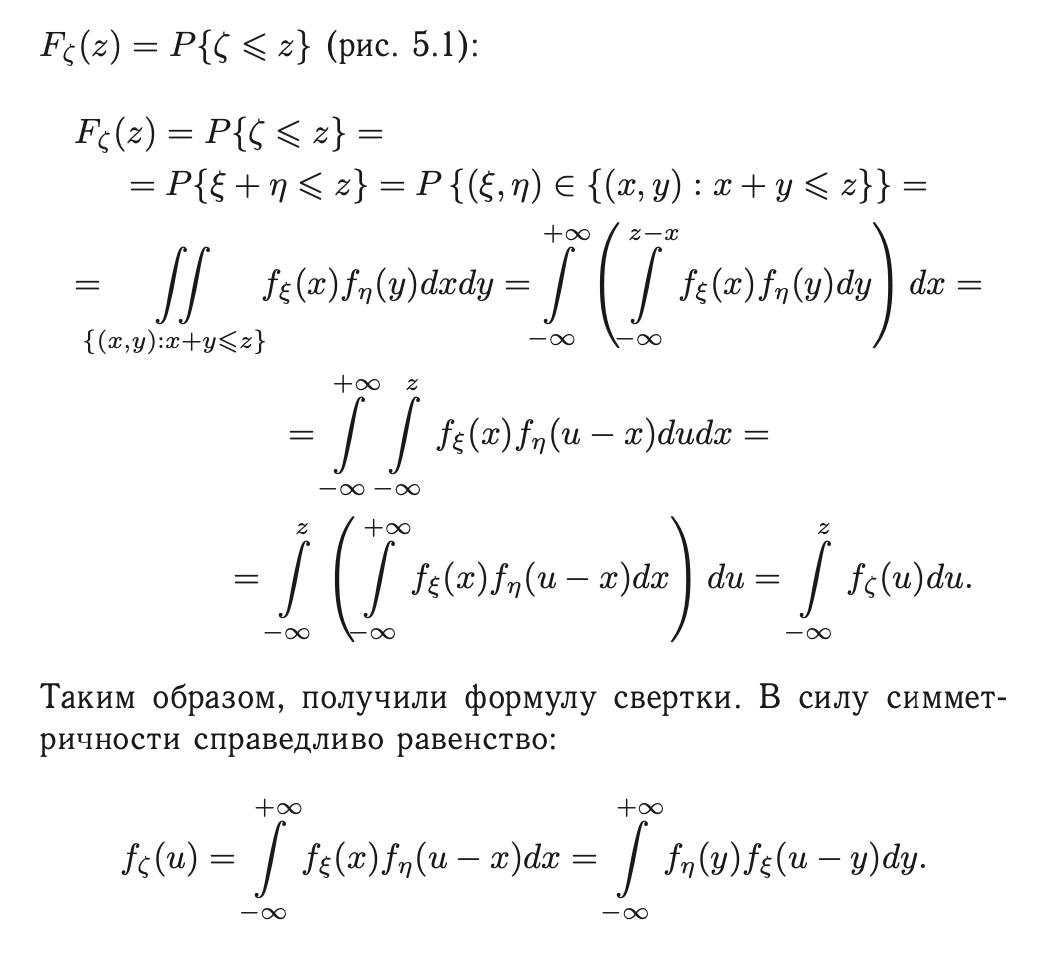 $F_\zeta(z) = P\{\zeta \leqslant z\}$ (рис. 5.1):
$F_\zeta(z) = P\{\zeta \leqslant z\} =$
$= P\{\xi + \eta \leqslant z\} = P\,\{(\xi, \eta) \in \{(x, y) : x + y \leqslant z\}\} =$
$= \iint\limits_{\{(x,y):x+y\leqslant z\}} f_\xi(x) f_\eta(y) dx dy = \int\limits_{-\infty}^{+\infty} \left( \int\limits_{-\infty}^{z-x} f_\xi(x) f_\eta(y) dy \right) dx =$
$= \int\limits_{-\infty}^{+\infty} \int\limits_{-\infty}^{z} f_\xi(x) f_\eta(u - x) du dx =$
$= \int\limits_{-\infty}^{z} \left( \int\limits_{-\infty}^{+\infty} f_\xi(x) f_\eta(u - x) dx \right) du = \int\limits_{-\infty}^{z} f_\zeta(u) du.$
Таким образом, получили формулу свертки. В силу симмет-
ричности справедливо равенство:
$f_\zeta(u) = \int\limits_{-\infty}^{+\infty} f_\xi(x) f_\eta(u - x) dx = \int\limits_{-\infty}^{+\infty} f_\eta(y) f_\xi(u - y) dy.$